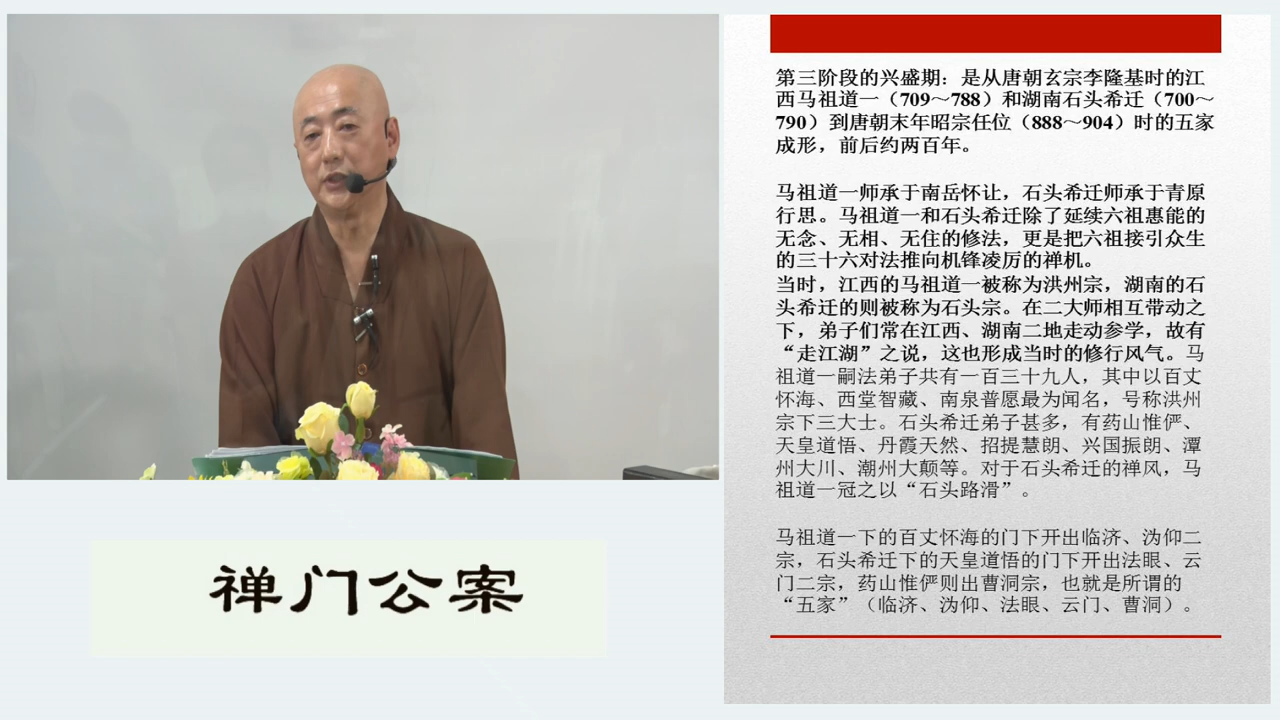 第三阶段的兴盛期：是从唐朝玄宗李隆基时的江
西马祖道一（709～788）和湖南石头希迁（700～
790）到唐朝末年昭宗任位（888～904）时的五家
成形，前后约两百年。
马祖道一师承于南岳怀让，石头希迁师承于青原
行思。马祖道一和石头希迁除了延续六祖惠能的
无念、无相、无住的修法，更是把六祖接引众生
的三十六对法推向机锋凌厉的禅机。
当时，江西的马祖道一被称为洪州宗，湖南的石
头希迁的则被称为石头宗。在二大师相互带动之
下，弟子们常在江西、湖南二地走动参学，故有
“走江湖”之说，这也形成当时的修行风气。马
祖道一嗣法弟子共有一百三十九人，其中以百丈
怀海、西堂智藏、南泉普愿最为闻名，号称洪州
宗下三大士。石头希迁弟子甚多，有药山惟俨、
天皇道悟、丹霞天然、招提慧朗、兴国振朗、潭
州大川、潮州大颠等。对于石头希迁的禅风，马
祖道一冠之以“石头路滑”。
马祖道一下的百丈怀海的门下开出临济、沩仰二
宗，石头希迁下的天皇道悟的门下开出法眼、云
门二宗，药山惟俨则出曹洞宗，也就是所谓的
“五家”（临济、沩仰、法眼、云门、曹洞）。
禅门公案